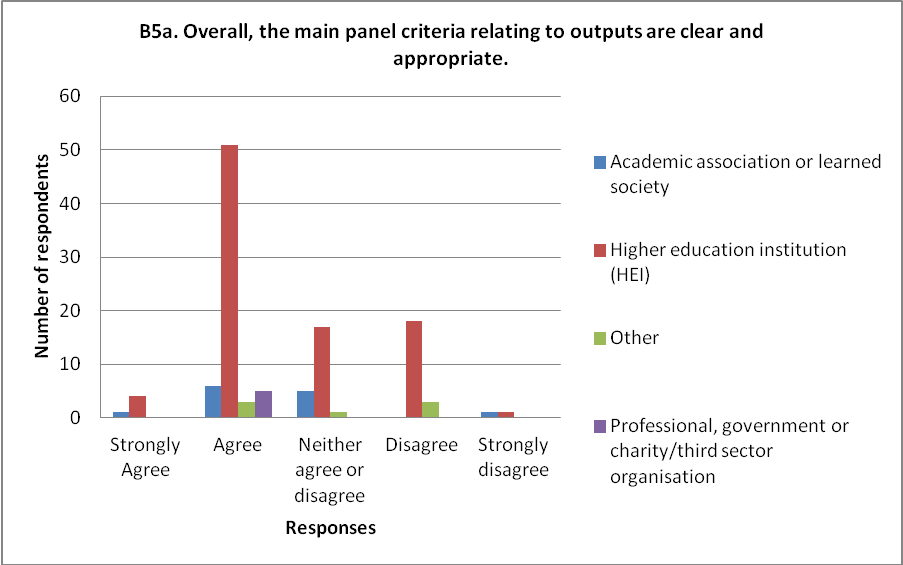 B5a. Overall, the main panel criteria relating to outputs are clear and
appropriate.
Number of respondents
60
50
40
30
20
10
0
Strongly
Agree
Agree
Neither
agree or
disagree
Disagree
Strongly
disagree
Responses
Academic association or learned
society
Higher education institution
(HEI)
Other
Professional, government or
charity/third sector
organisation